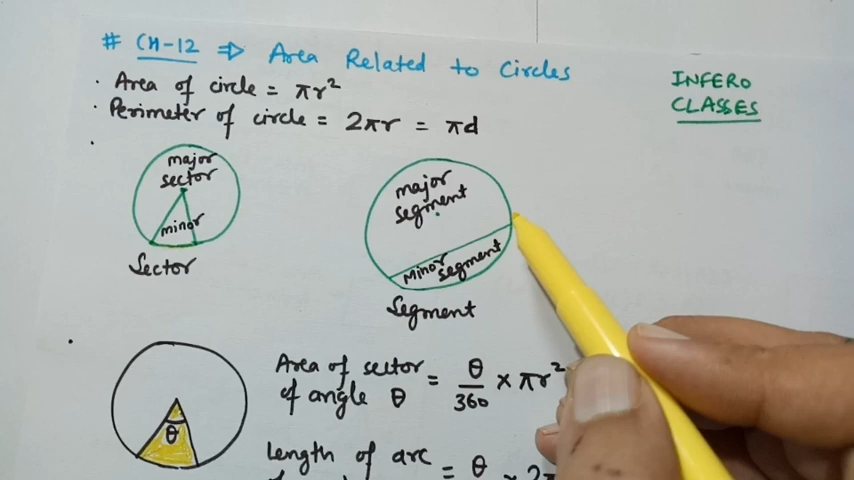 # CH-12 ⇒ Area Related to Circles
INFERO
CLASSES
· Area of circle = πr²
· Perimeter of circle = 2πr = πd
major
sector
minor
Sector
major
segment
Minor segment
Segment
Area of sector
of angle θ = θ/360 × πr²
θ
Length of arc
= θ × 2π